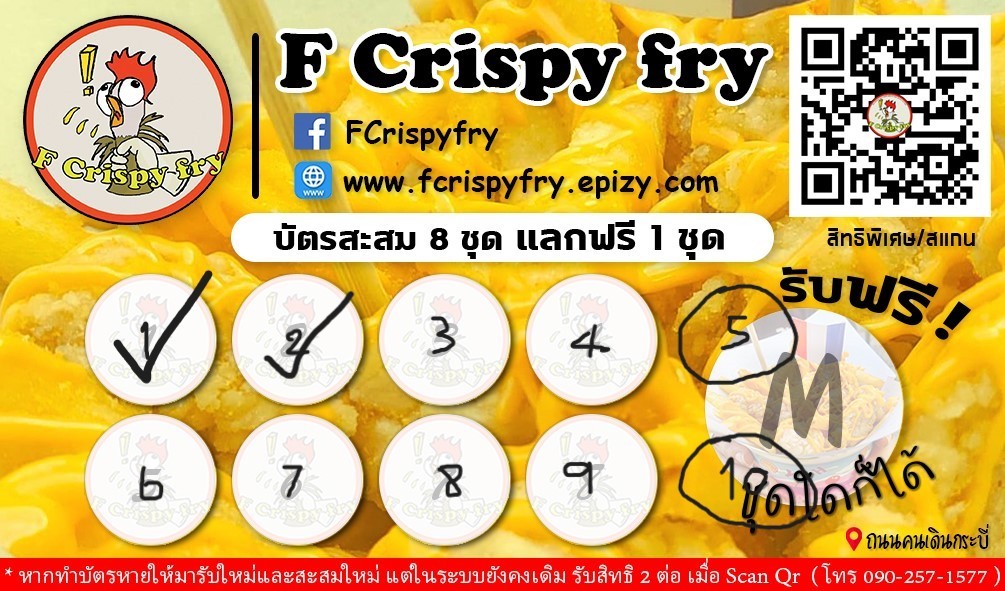 F Crispy fry
F Crispy fry
FCrispyfry
www.fcrispyfry.epizy.com
บัตรสะสม 8 ชุด แลกฟรี 1 ชุด
สิทธิพิเศษ/สแกน
รับฟรี !
1 2 3 4 5
M
6 7 8 9 10
ชุดใดก็ได้
ถนนคนเดินกระบี่
* หากทำบัตรหายให้มารับใหม่และสะสมใหม่ แต่ในระบบยังคงเดิม รับสิทธิ 2 ต่อ เมื่อ Scan Qr ( โทร 090-257-1577 )